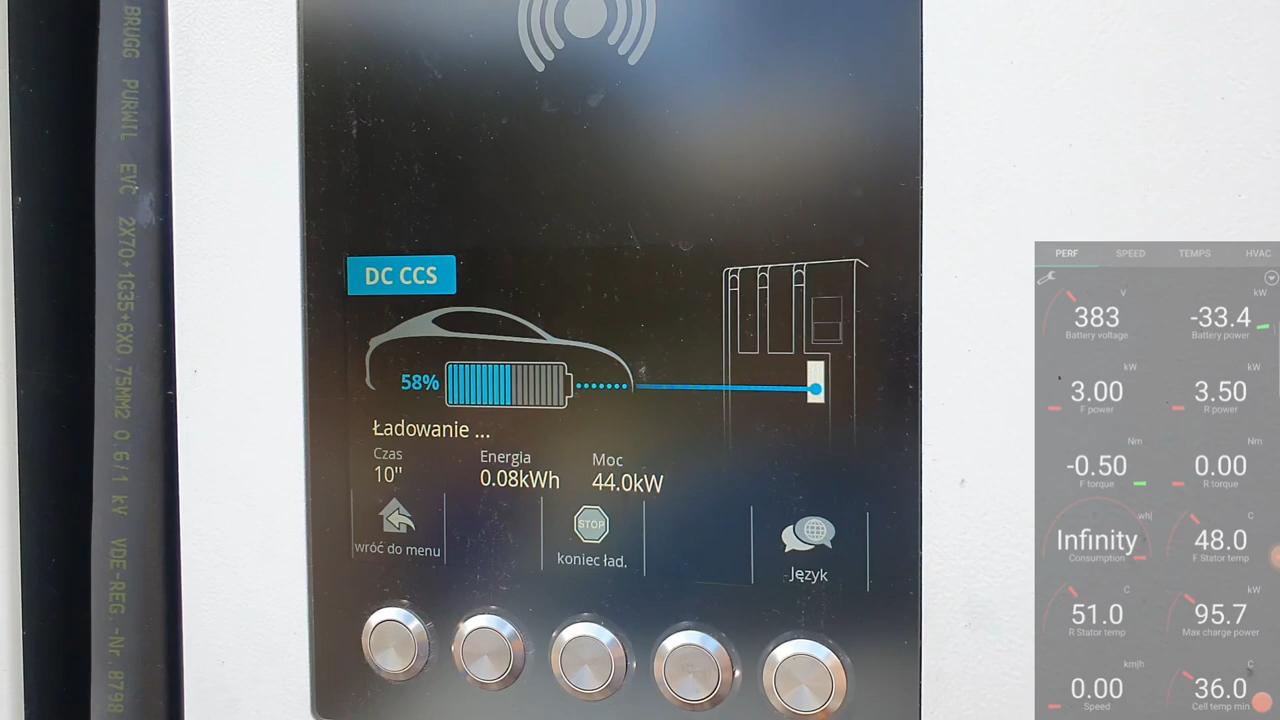 BRUGG PURWIL EVC 2X70+1G35+6X0 75MM2 0.6/1 kV VDE-REG.-Nr.8798
DC CCS
58%
Ładowanie ...
Czas
10"
Energia
0.08kWh
Moc
44.0kW
wróć do menu
STOP
koniec ład.
Język
PERF
SPEED
TEMPS
HVAC
V
383
Battery voltage
kW
-33.4
Battery power
kW
3.00
F power
kW
3.50
R power
Nm
-0.50
F torque
Nm
0.00
R torque
wh|
Infinity
Consumption
C
48.0
F Stator temp
C
51.0
R Stator temp
kW
95.7
Max charge power
km|h
0.00
Speed
C
36.0
Cell temp min